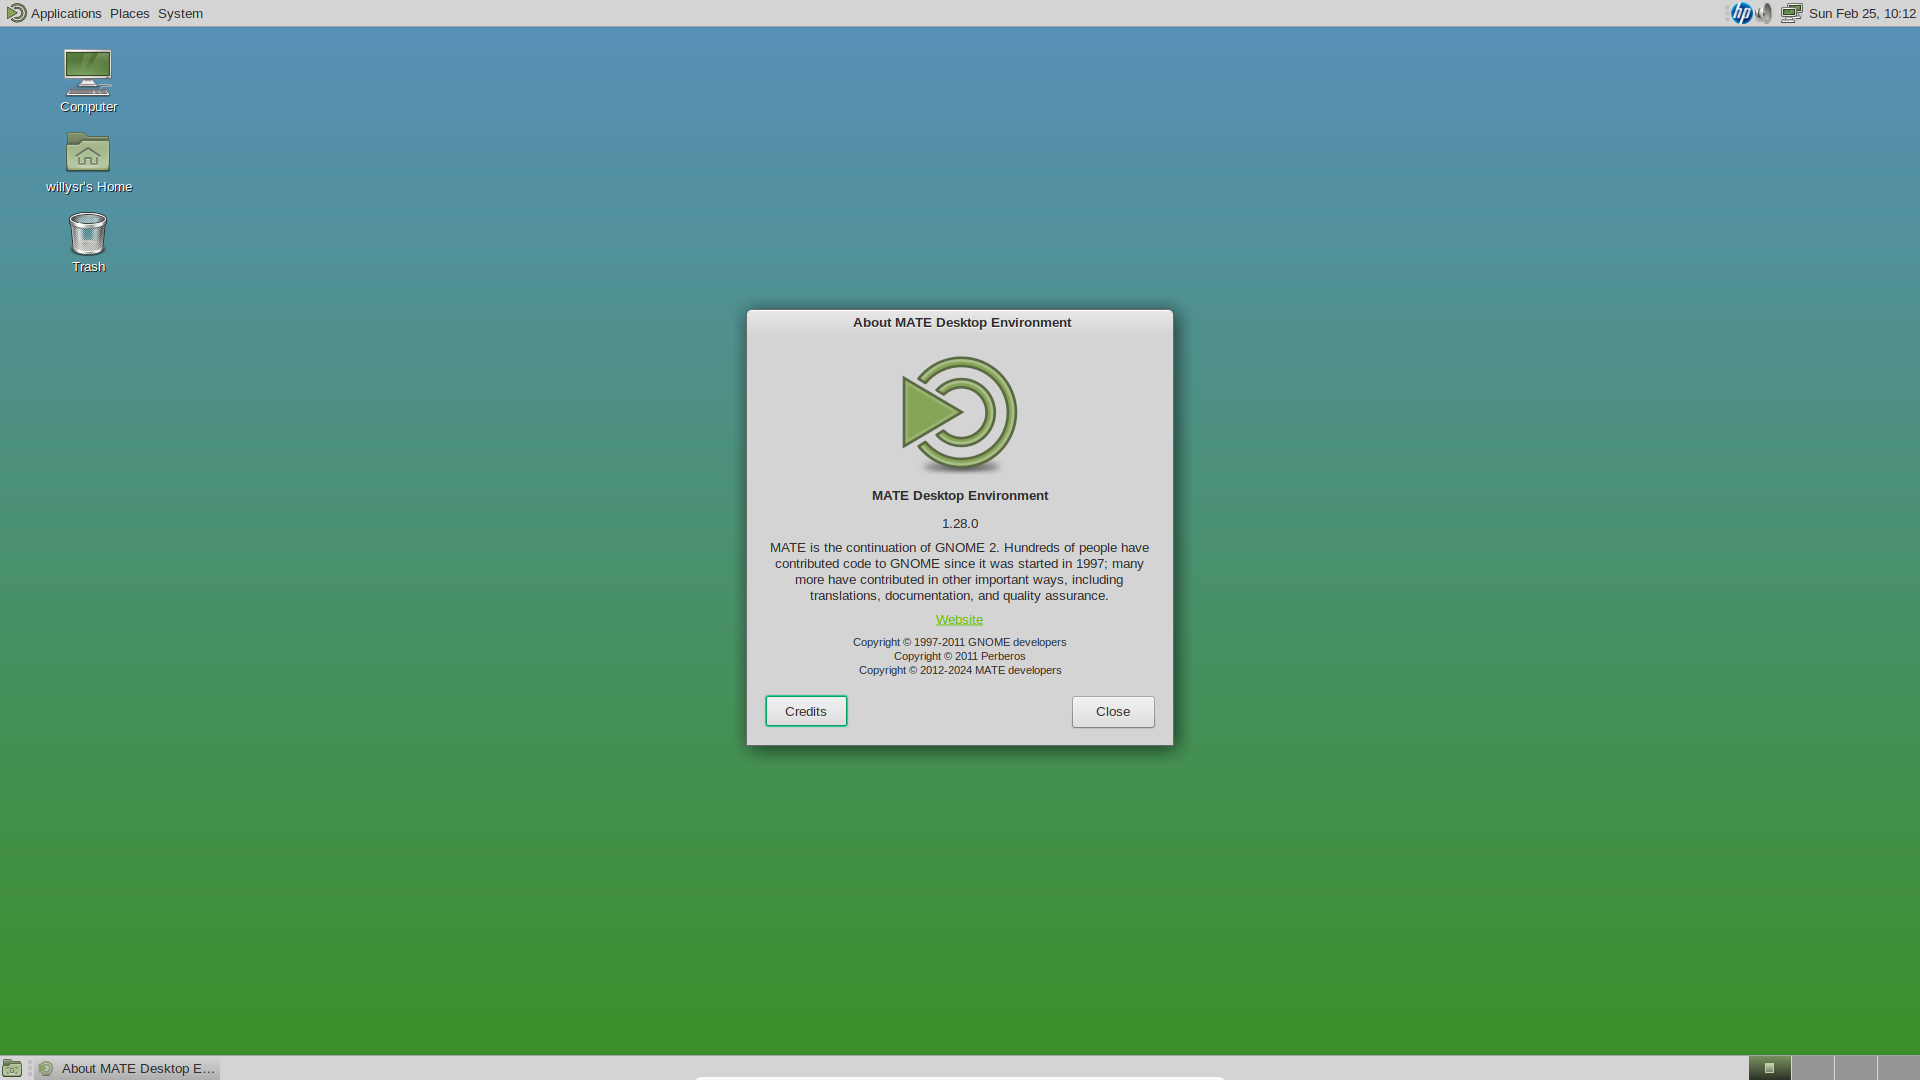 Applications Places System
hp
Sun Feb 25, 10:12
Computer
willysr's Home
Trash
About MATE Desktop Environment
MATE Desktop Environment
1.28.0
MATE is the continuation of GNOME 2. Hundreds of people have
contributed code to GNOME since it was started in 1997; many
more have contributed in other important ways, including
translations, documentation, and quality assurance.
Website
Copyright © 1997-2011 GNOME developers
Copyright © 2011 Perberos
Copyright © 2012-2024 MATE developers
Credits
Close
About MATE Desktop E…